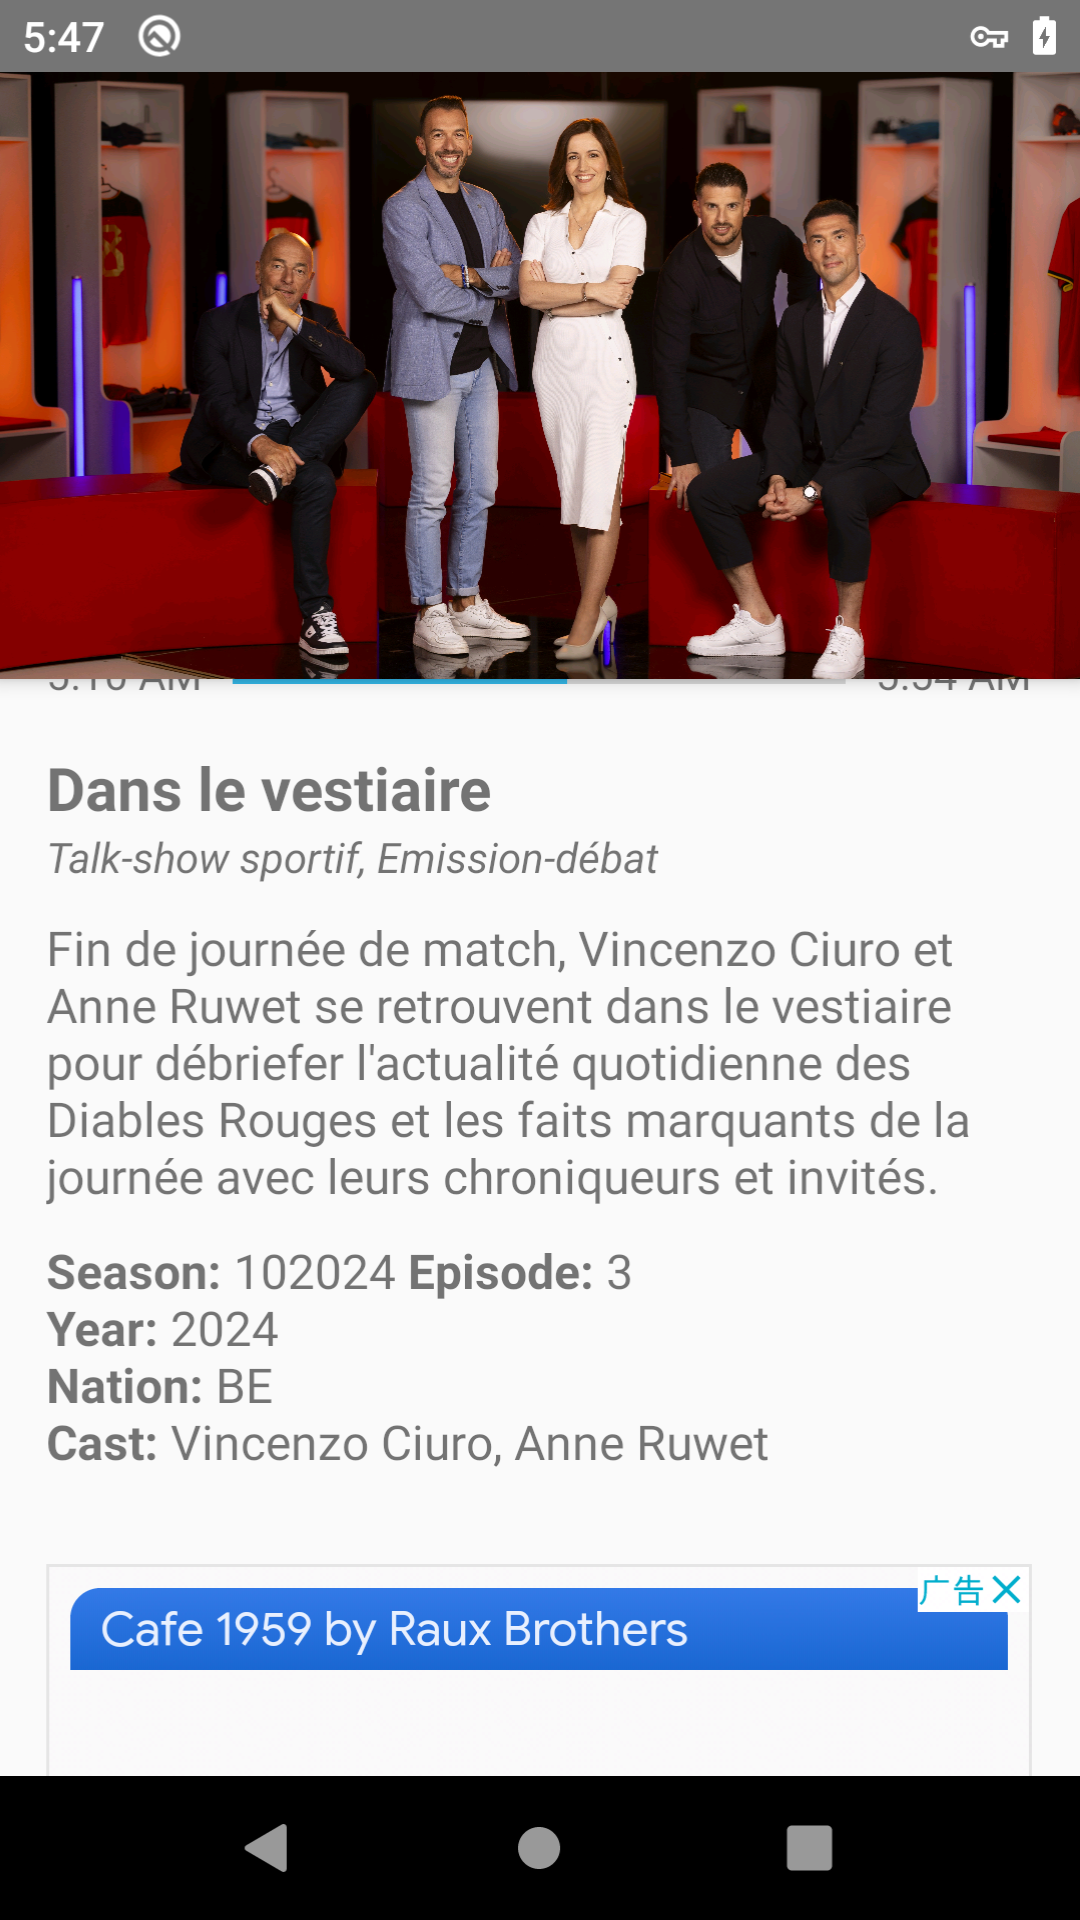 5:47
AM
AM
Dans le vestiaire
Talk-show sportif, Emission-débat
Fin de journée de match, Vincenzo Ciuro et
Anne Ruwet se retrouvent dans le vestiaire
pour débriefer l'actualité quotidienne des
Diables Rouges et les faits marquants de la
journée avec leurs chroniqueurs et invités.
Season: 102024 Episode: 3
Year: 2024
Nation: BE
Cast: Vincenzo Ciuro, Anne Ruwet
广告
Cafe 1959 by Raux Brothers